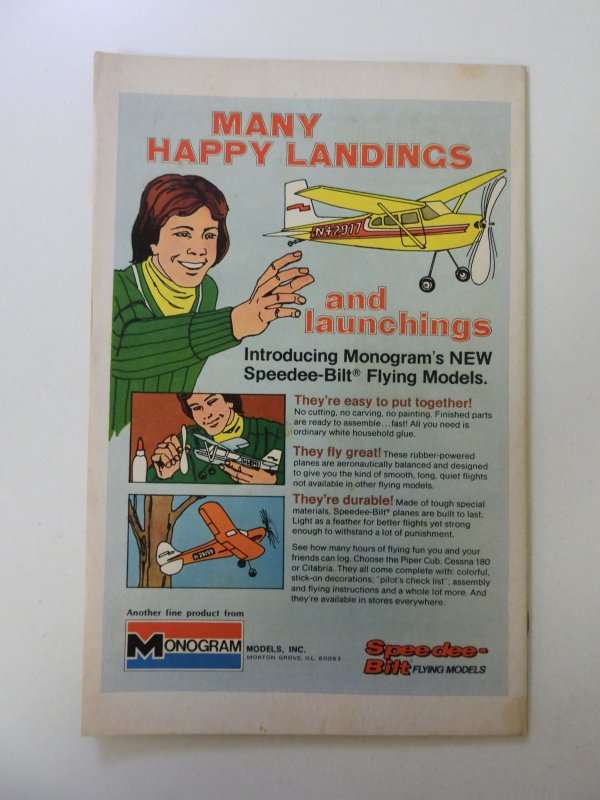 MANY
HAPPY LANDINGS
N42917
and
launchings
Introducing Monogram's NEW
Speedee-Bilt® Flying Models.
They're easy to put together!
No cutting, no carving, no painting. Finished parts
are ready to assemble...fast! All you need is
ordinary white household glue.
They fly great! These rubber-powered
planes are aeronautically balanced and designed
to give you the kind of smooth, long, quiet flights
not available in other flying models.
They're durable! Made of tough special
materials, Speedee-Bilt® planes are built to last.
Light as a feather for better flights yet strong
enough to withstand a lot of punishment.
See how many hours of flying fun you and your
friends can log. Choose the Piper Cub, Cessna 180
or Citabria. They all come complete with: colorful,
stick-on decorations; "pilot's check list"; assembly
and flying instructions and a whole lot more. And
they're available in stores everywhere.
Another fine product from
MONOGRAM MODELS, INC.
MORTON GROVE, ILL. 60053
Speedee-
Bilt FLYING MODELS